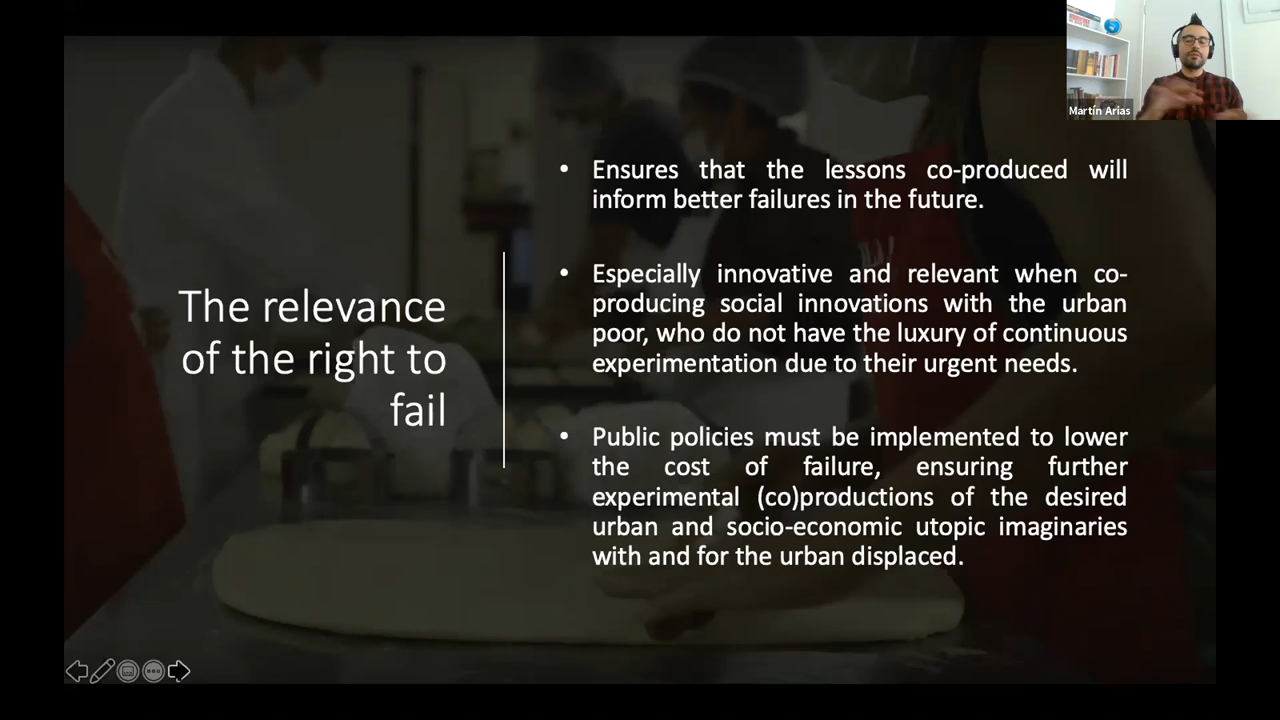 Martín Arias
The relevance
of the right to
fail
• Ensures that the lessons co-produced will
inform better failures in the future.
• Especially innovative and relevant when co-
producing social innovations with the urban
poor, who do not have the luxury of continuous
experimentation due to their urgent needs.
• Public policies must be implemented to lower
the cost of failure, ensuring further
experimental (co)productions of the desired
urban and socio-economic utopic imaginaries
with and for the urban displaced.